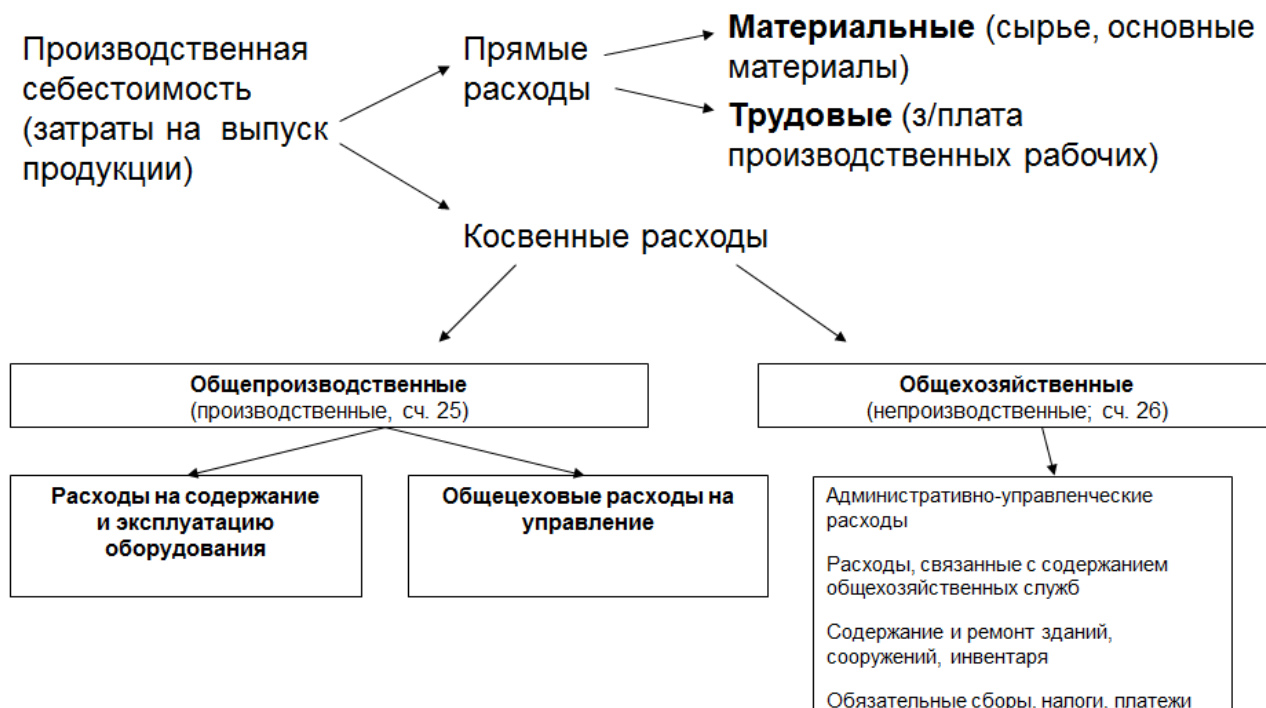 Производственная
себестоимость
(затраты на выпуск
продукции)
Прямые
расходы
Материальные (сырье, основные
материалы)
Трудовые (з/плата
производственных рабочих)
Косвенные расходы
Общепроизводственные
(производственные, сч. 25)
Общехозяйственные
(непроизводственные; сч. 26)
Расходы на содержание
и эксплуатацию
оборудования
Общецеховые расходы на
управление
Административно-управленческие
расходы
Расходы, связанные с содержанием
общехозяйственных служб
Содержание и ремонт зданий,
сооружений, инвентаря
Обязательные сборы, налоги, платежи